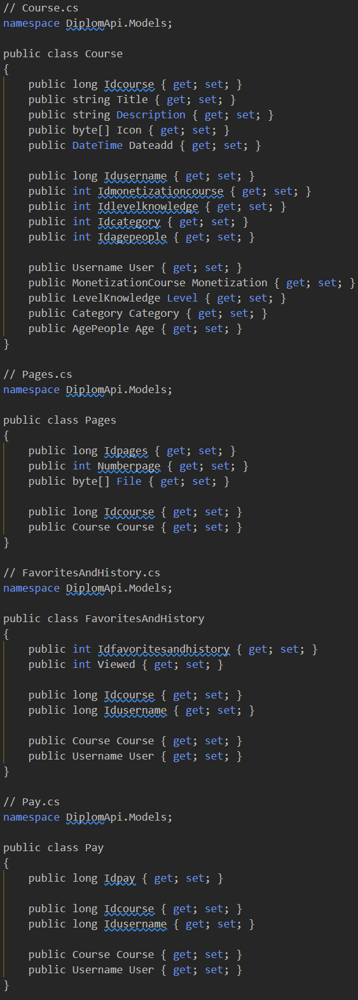 // Course.cs
namespace DiplomApi.Models;

public class Course
{
    public long Idcourse { get; set; }
    public string Title { get; set; }
    public string Description { get; set; }
    public byte[] Icon { get; set; }
    public DateTime Dateadd { get; set; }

    public long Idusername { get; set; }
    public int Idmonetizationcourse { get; set; }
    public int Idlevelknowledge { get; set; }
    public int Idcategory { get; set; }
    public int Idagepeople { get; set; }

    public Username User { get; set; }
    public MonetizationCourse Monetization { get; set; }
    public LevelKnowledge Level { get; set; }
    public Category Category { get; set; }
    public AgePeople Age { get; set; }
}

// Pages.cs
namespace DiplomApi.Models;

public class Pages
{
    public long Idpages { get; set; }
    public int Numberpage { get; set; }
    public byte[] File { get; set; }

    public long Idcourse { get; set; }
    public Course Course { get; set; }
}

// FavoritesAndHistory.cs
namespace DiplomApi.Models;

public class FavoritesAndHistory
{
    public int Idfavoritesandhistory { get; set; }
    public int Viewed { get; set; }

    public long Idcourse { get; set; }
    public long Idusername { get; set; }

    public Course Course { get; set; }
    public Username User { get; set; }
}

// Pay.cs
namespace DiplomApi.Models;

public class Pay
{
    public long Idpay { get; set; }

    public long Idcourse { get; set; }
    public long Idusername { get; set; }

    public Course Course { get; set; }
    public Username User { get; set; }
}